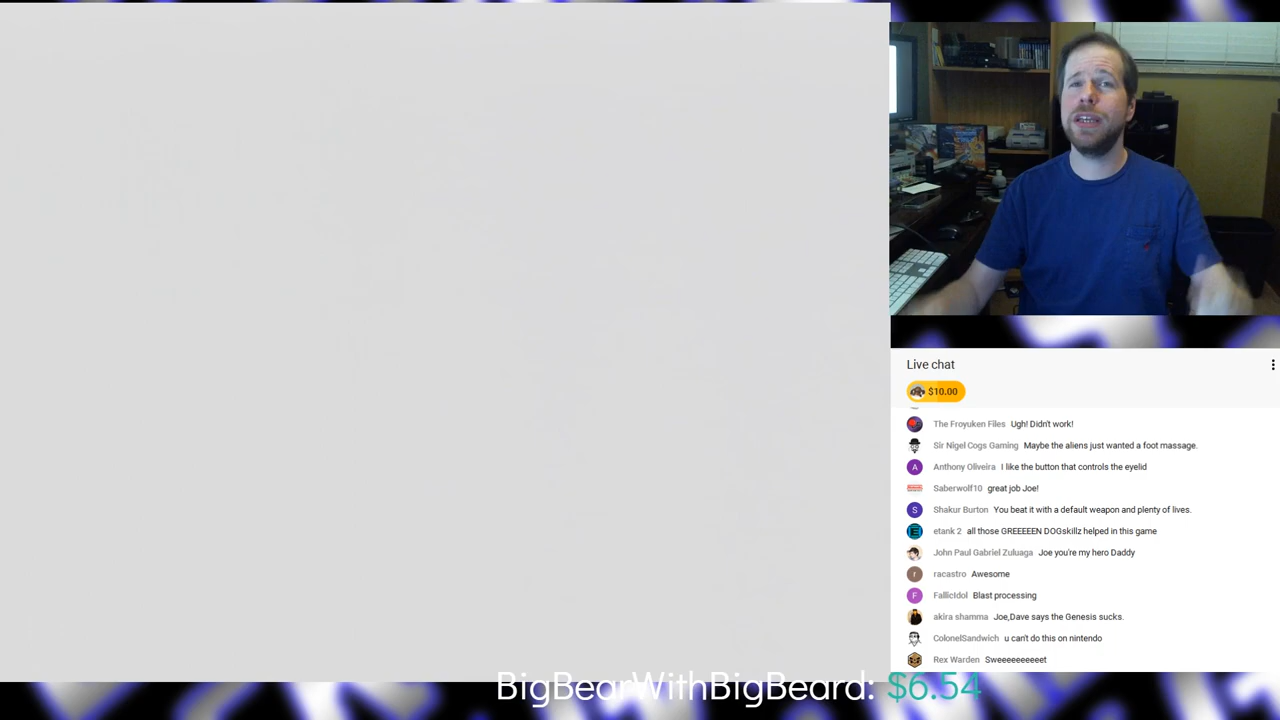 Live chat
$10.00
The Froyuken Files Ugh! Didn't work!
Sir Nigel Cogs Gaming Maybe the aliens just wanted a foot massage.
Anthony Oliveira I like the button that controls the eyelid
Saberwolf10 great job Joe!
Shakur Burton You beat it with a default weapon and plenty of lives.
etank 2 all those GREEEEEN DOGskillz helped in this game
John Paul Gabriel Zuluaga Joe you're my hero Daddy
racastro Awesome
FallicIdol Blast processing
akira shamma Joe,Dave says the Genesis sucks.
ColonelSandwich u can't do this on nintendo
Rex Warden Sweeeeeeeeeet
BigBearWithBigBeard: $6.54